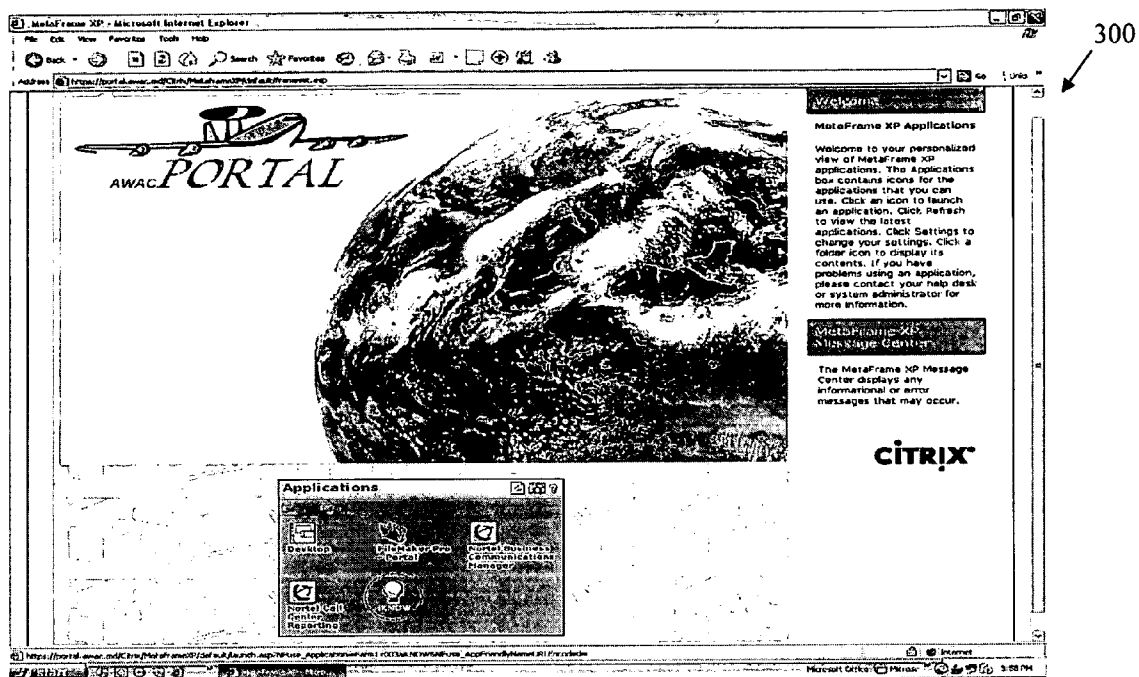 MetaFrame XP - Microsoft Internet Explorer
File Edit View Favorites Tools Help
Back Search Favorites
Address Go Links
300
AWAC PORTAL
Welcome
MetaFrame XP Applications
Welcome to your personalized
view of MetaFrame XP
applications. The Applications
box contains icons for the
applications that you can
use. Click an icon to launch
an application. Click Refresh
to view the latest
applications. Click Settings to
change your settings. Click a
folder icon to display its
contents. If you have
problems using an application,
please contact your help desk
or system administrator for
more information.
MetaFrame XP
Message Center
The MetaFrame XP Message
Center displays any
informational or error
messages that may occur.
CITRIX
Applications
Desktop
FileMaker Pro
- Portal
Nortel Business
Communications
Manager
Nortel Call
Center
Reporting
iKNOW
Internet
Microsoft Office
3:58 PM